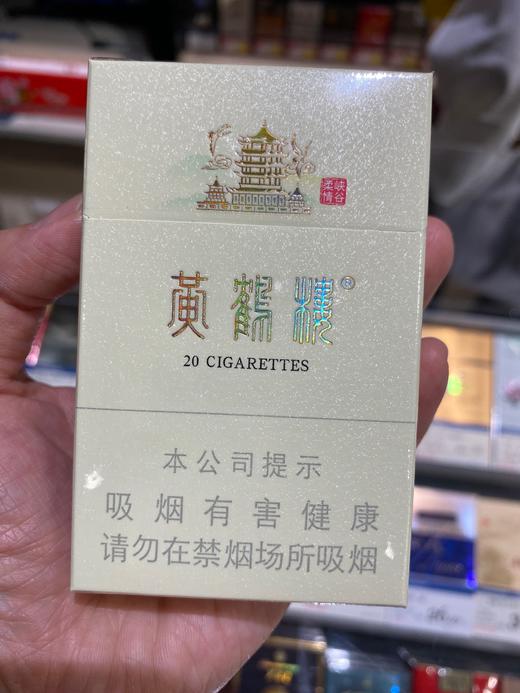 峡谷
柔情
黄鹤楼®
20 CIGARETTES
本公司提示
吸烟有害健康
请勿在禁烟场所吸烟